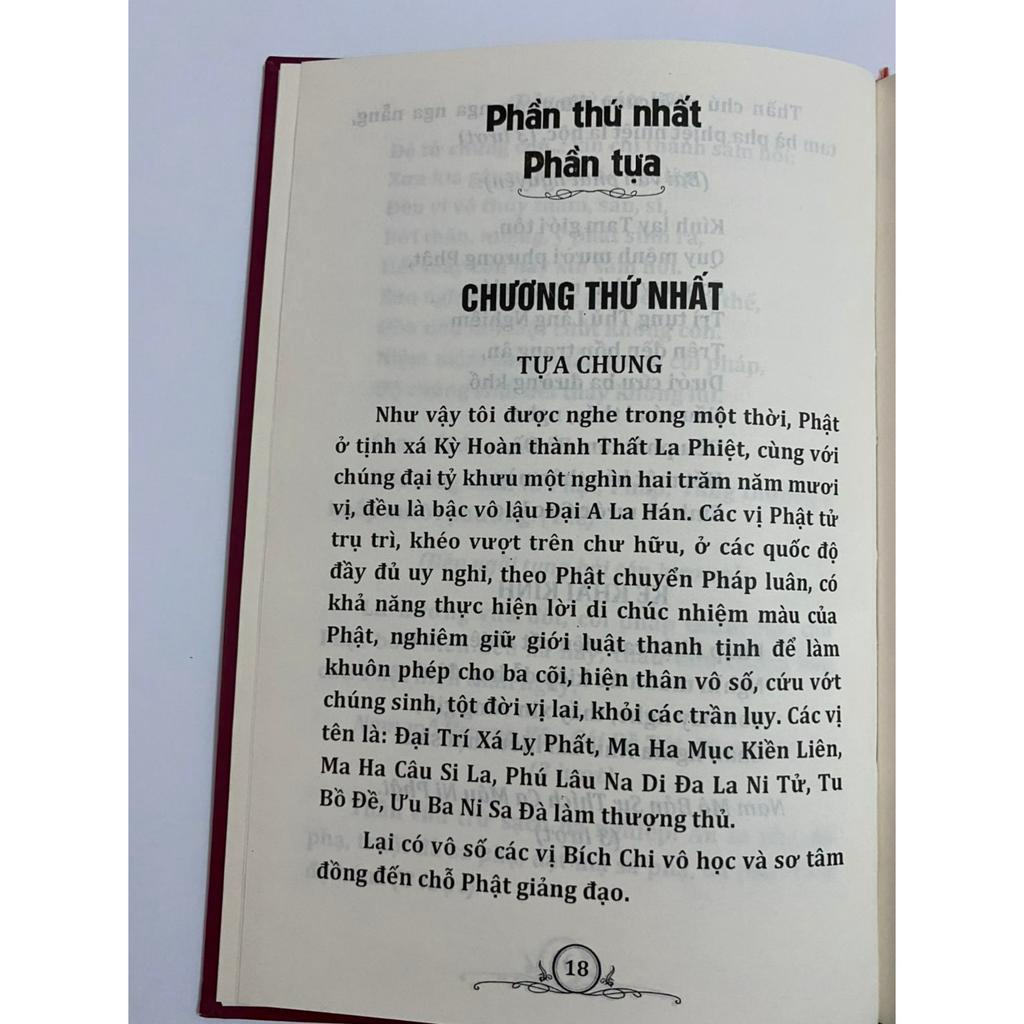 Phần thứ nhất
Phần tựa
CHƯƠNG THỨ NHẤT
TỰA CHUNG
Như vậy tôi được nghe trong một thời, Phật
ở tịnh xá Kỳ Hoàn thành Thất La Phiệt, cùng với
chúng đại tỷ khưu một nghìn hai trăm năm mươi
vị, đều là bậc vô lậu Đại A La Hán. Các vị Phật tử
trụ trì, khéo vượt trên chư hữu, ở các quốc độ
đầy đủ uy nghi, theo Phật chuyển Pháp luân, có
khả năng thực hiện lời di chúc nhiệm màu của
Phật, nghiêm giữ giới luật thanh tịnh để làm
khuôn phép cho ba cõi, hiện thân vô số, cứu vớt
chúng sinh, tột đời vị lai, khỏi các trần lụy. Các vị
tên là: Đại Trí Xá Lỵ Phất, Ma Ha Mục Kiền Liên,
Ma Ha Câu Si La, Phú Lâu Na Di Đa La Ni Tử, Tu
Bồ Đề, Ưu Ba Ni Sa Đà làm thượng thủ.
Lại có vô số các vị Bích Chi vô học và sơ tâm
đồng đến chỗ Phật giảng đạo.
18